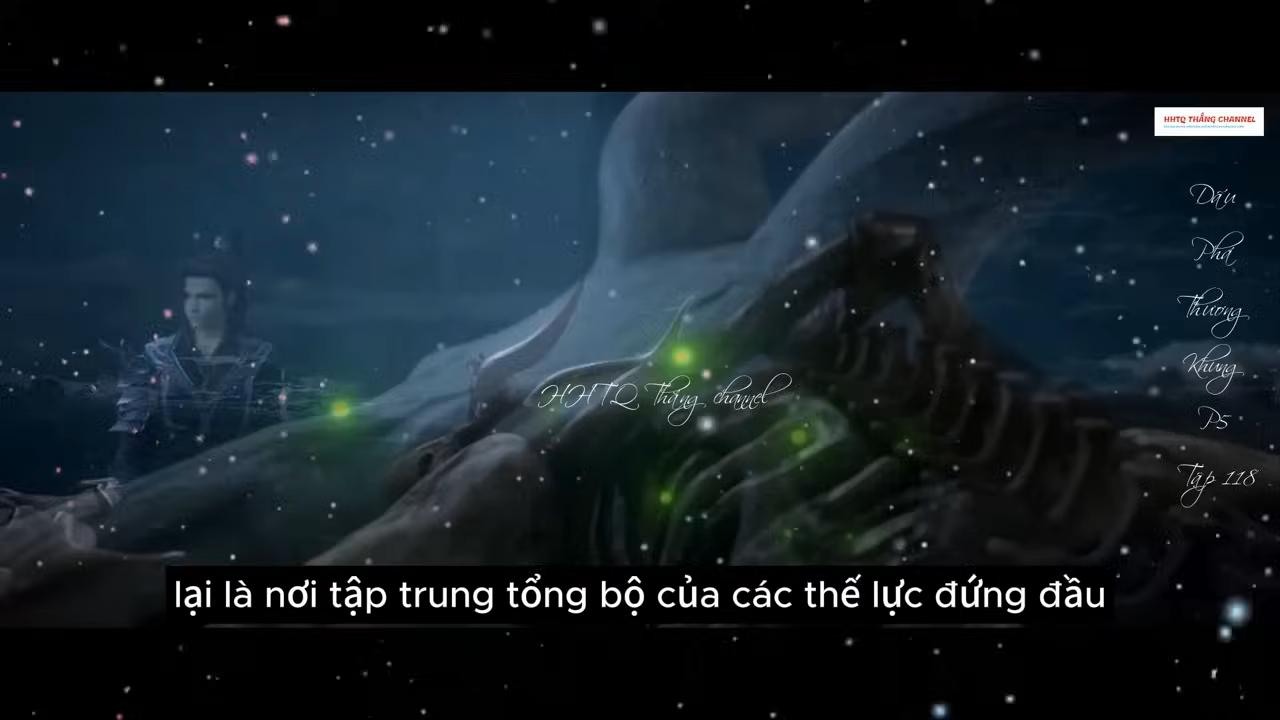 HHTQ THẮNG CHANNEL
Dấu
Phá
Thương
Khung
P5
Tập 118
HHTQ Thắng channel
lại là nơi tập trung tổng bộ của các thế lực đứng đầu